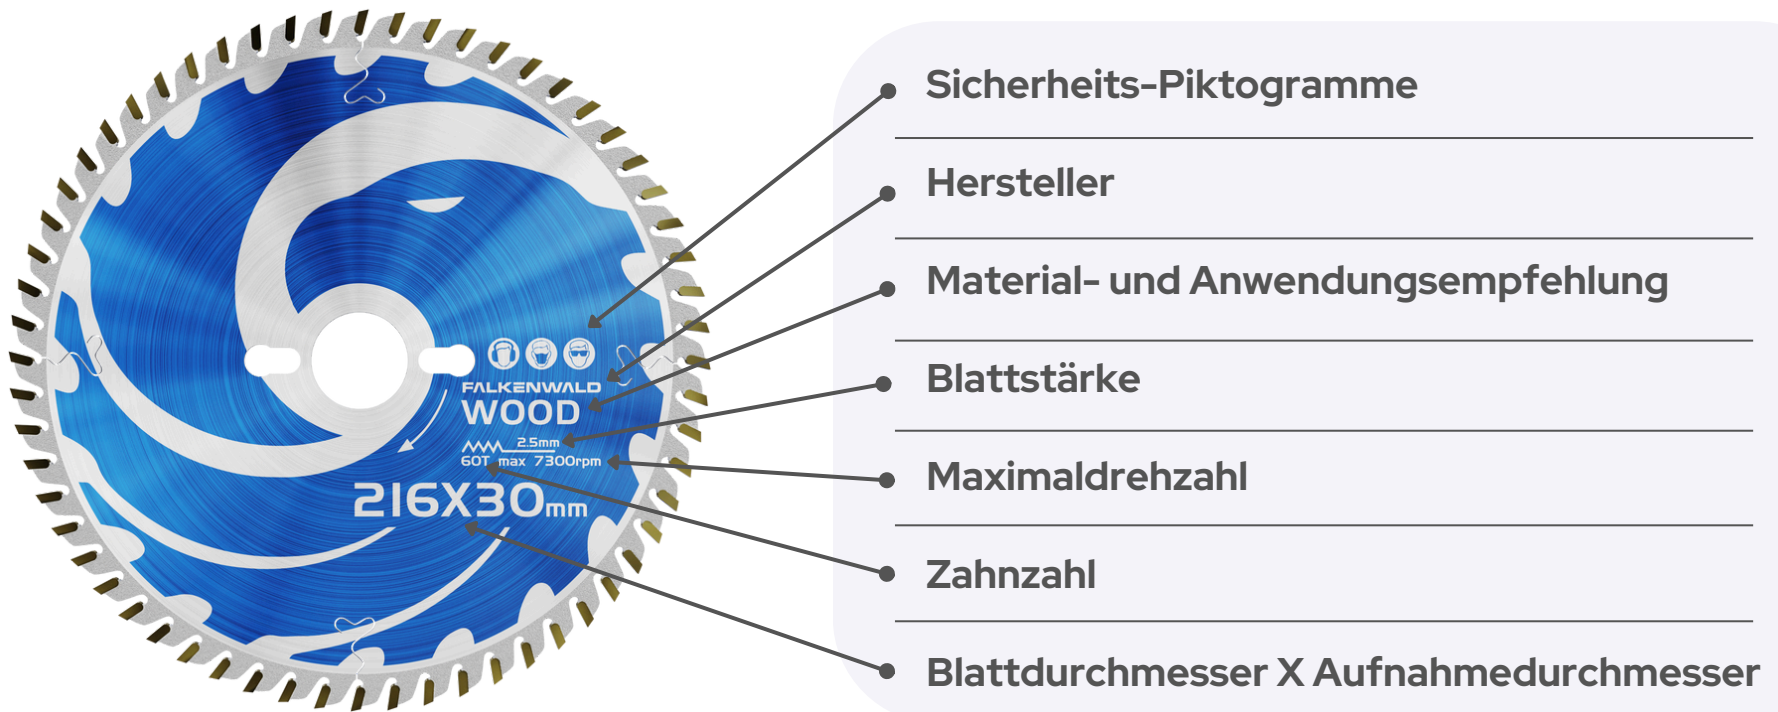 Sicherheits-Piktogramme
Hersteller
Material- und Anwendungsempfehlung
Blattstärke
Maximaldrehzahl
Zahnzahl
Blattdurchmesser X Aufnahmedurchmesser
FALKENWALD
WOOD
2.5mm
60T max 7300rpm
216X30mm